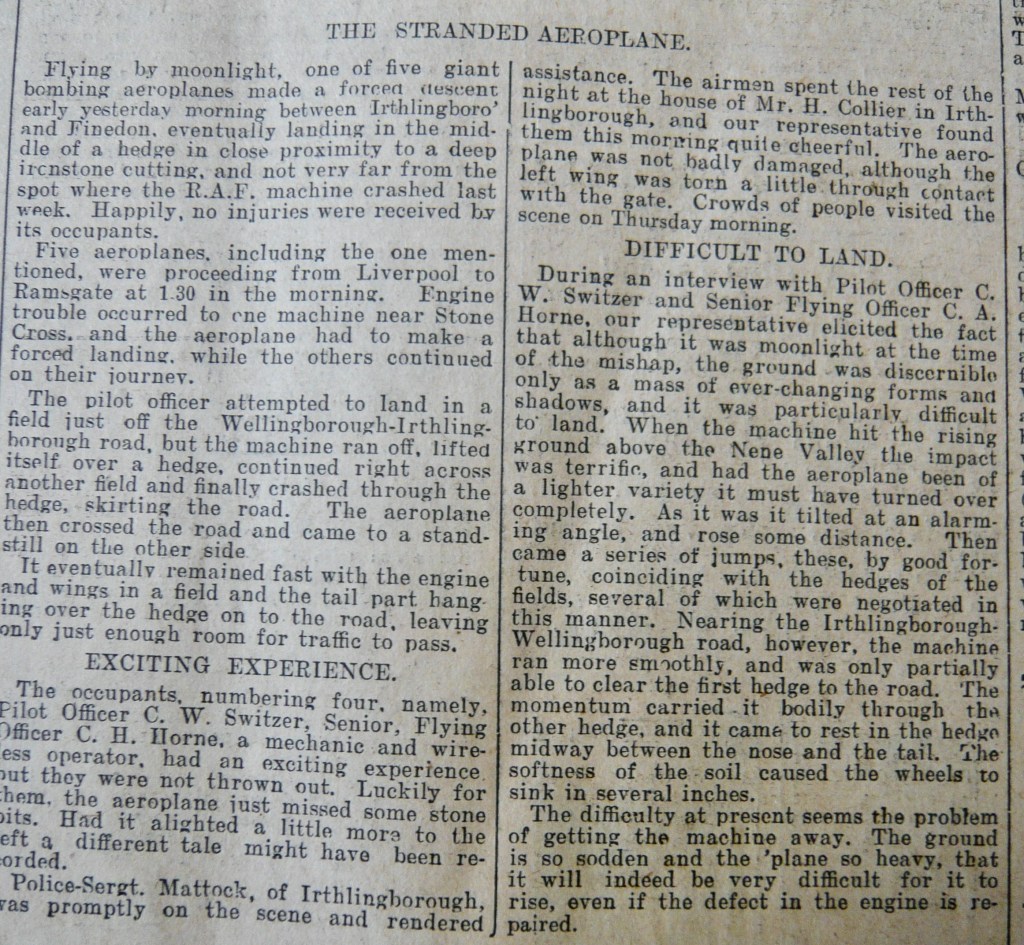 THE STRANDED AEROPLANE.
Flying by moonlight, one of five giant
bombing aeroplanes made a forced descent
early yesterday morning between Irthlingboro'
and Finedon, eventually landing in the mid-
dle of a hedge in close proximity to a deep
ironstone cutting, and not very far from the
spot where the R.A.F. machine crashed last
week. Happily, no injuries were received by
its occupants.
Five aeroplanes, including the one men-
tioned, were proceeding from Liverpool to
Ramsgate at 1.30 in the morning. Engine
trouble occurred to one machine near Stone
Cross, and the aeroplane had to make a
forced landing, while the others continued
on their journey.
The pilot officer attempted to land in a
field just off the Wellingborough-Irthling-
borough road, but the machine ran off, lifted
itself over a hedge, continued right across
another field and finally crashed through the
hedge, skirting the road. The aeroplane
then crossed the road and came to a stand-
still on the other side
It eventually remained fast with the engine
and wings in a field and the tail part hang-
ing over the hedge on to the road, leaving
only just enough room for traffic to pass.
EXCITING EXPERIENCE.
The occupants, numbering four, namely,
Pilot Officer C. W. Switzer, Senior, Flying
Officer C. H. Horne, a mechanic and wire-
ess operator, had an exciting experience
out they were not thrown out. Luckily for
them, the aeroplane just missed some stone
pits. Had it alighted a little more to the
eft a different tale might have been re-
orded.
Police-Sergt. Mattock, of Irthlingborough,
was promptly on the scene and rendered
assistance. The airmen spent the rest of the
night at the house of Mr. H. Collier in Irth-
lingborough, and our representative found
them this morning quite cheerful. The aero-
plane was not badly damaged, although the
left wing was torn a little through contact
with the gate. Crowds of people visited the
scene on Thursday morning.
DIFFICULT TO LAND.
During an interview with Pilot Officer C.
W. Switzer and Senior Flying Officer C. A.
Horne, our representative elicited the fact
that although it was moonlight at the time
of the mishap, the ground was discernible
only as a mass of ever-changing forms and
shadows, and it was particularly difficult
to land. When the machine hit the rising
ground above the Nene Valley the impact
was terrific, and had the aeroplane been of
a lighter variety it must have turned over
completely. As it was it tilted at an alarm-
ing angle, and rose some distance. Then
came a series of jumps, these, by good for-
tune, coinciding with the hedges of the
fields, several of which were negotiated in
this manner. Nearing the Irthlingborough-
Wellingborough road, however, the machine
ran more smoothly, and was only partially
able to clear the first hedge to the road. The
momentum carried it bodily through the
other hedge, and it came to rest in the hedge
midway between the nose and the tail. The
softness of the soil caused the wheels to
sink in several inches.
The difficulty at present seems the problem
of getting the machine away. The ground
is so sodden and the 'plane so heavy, that
it will indeed be very difficult for it to
rise, even if the defect in the engine is re-
paired.